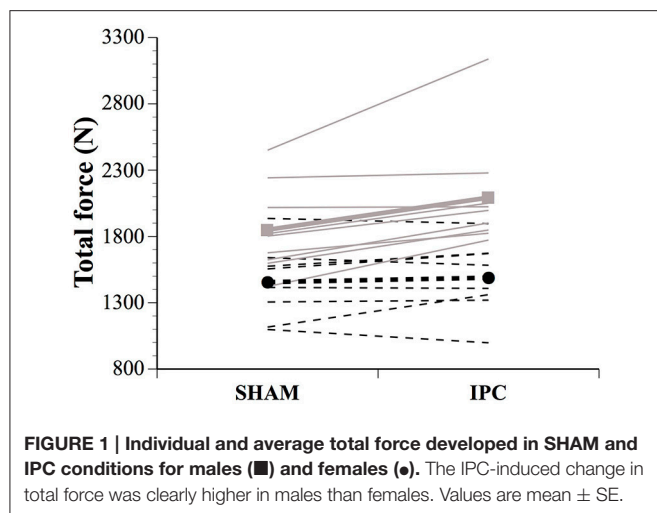 3300
2800
2300
1800
1300
800
Total force (N)
SHAM
IPC
FIGURE 1 | Individual and average total force developed in SHAM and
IPC conditions for males (■) and females (●). The IPC-induced change in
total force was clearly higher in males than females. Values are mean ± SE.